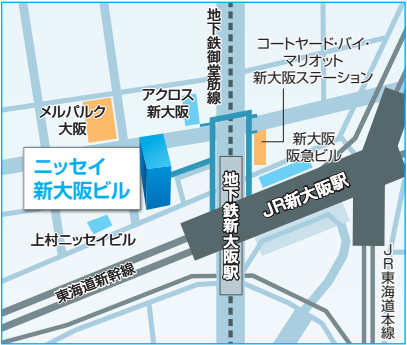 地下鉄御堂筋線
コートヤード・バイ・
マリオット
新大阪ステーション
アクロス
新大阪
メルパルク
大阪
新大阪
阪急ビル
ニッセイ
新大阪ビル
地下鉄新大阪駅
JR新大阪駅
上村ニッセイビル
東海道新幹線
JR東海道本線